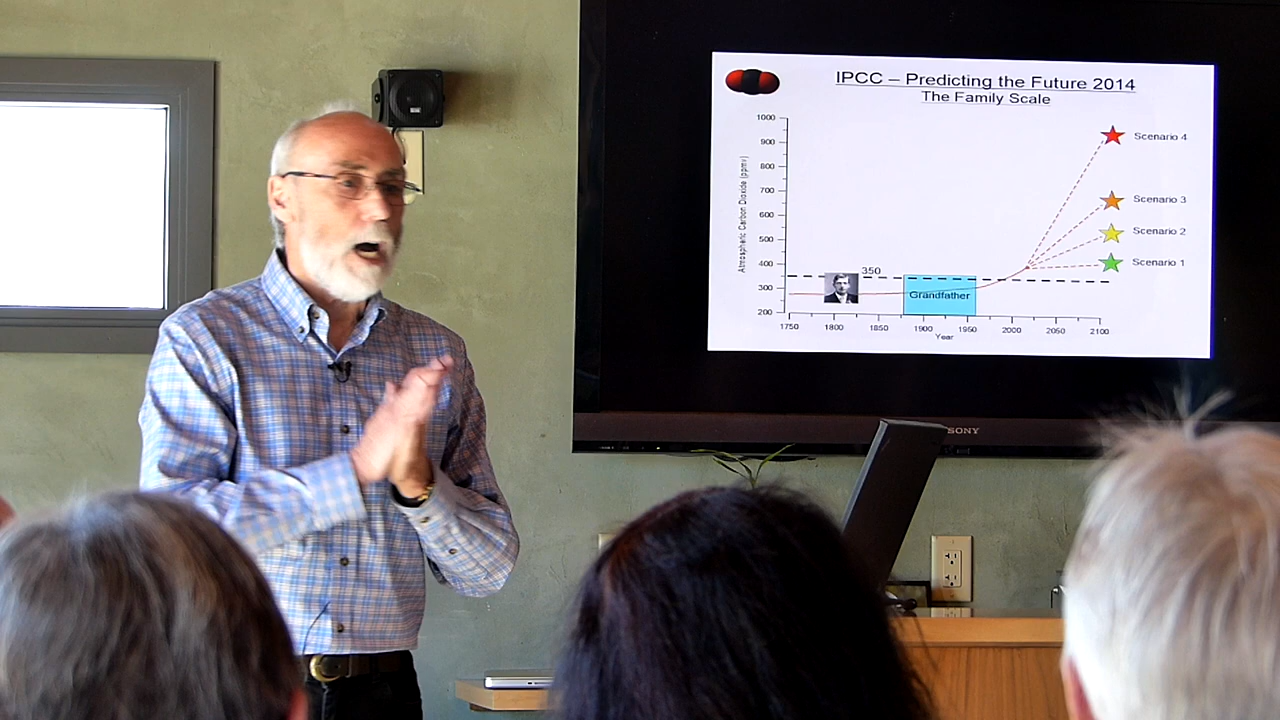 IPCC – Predicting the Future 2014
The Family Scale
1000
900
800
700
600
500
400
300
200
Atmospheric Carbon Dioxide (ppmv)
Scenario 4
Scenario 3
Scenario 2
Scenario 1
350
Grandfather
1750 1800 1850 1900 1950 2000 2050 2100
Year
SONY